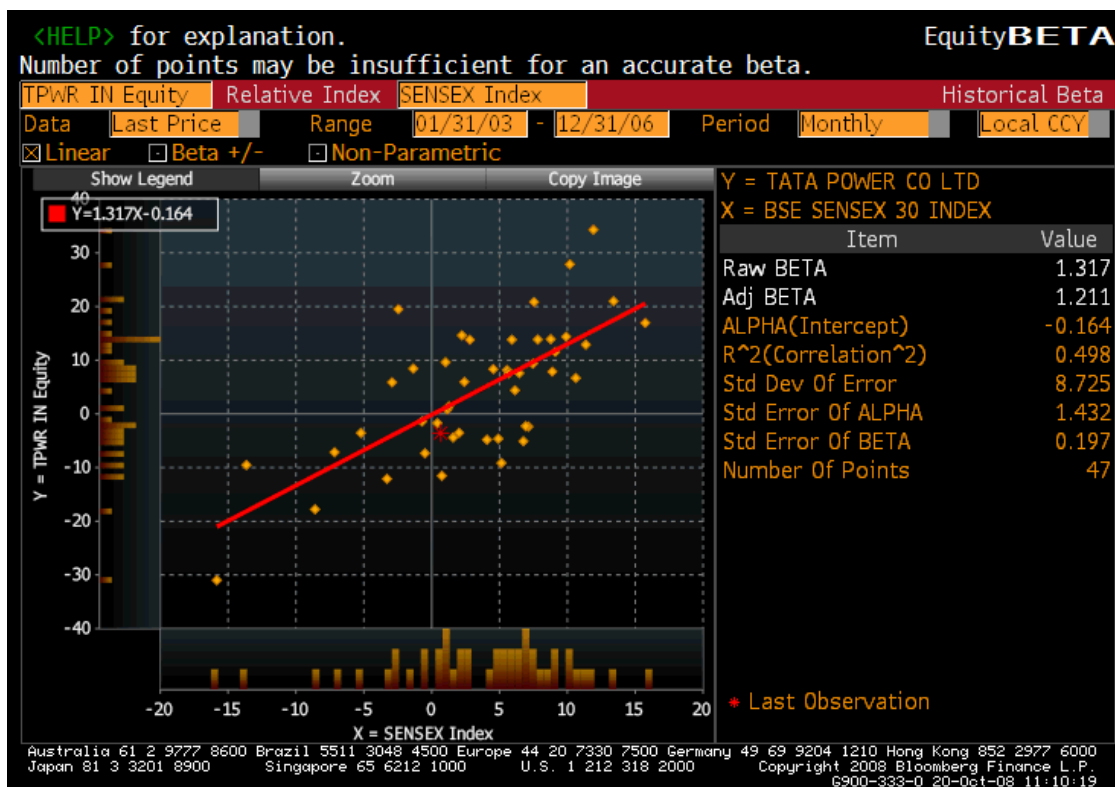 <HELP> for explanation. EquityBETA
Number of points may be insufficient for an accurate beta.
TPWR IN Equity Relative Index SENSEX Index Historical Beta
Data Last Price Range 01/31/03 - 12/31/06 Period Monthly Local CCY
Linear Beta +/- Non-Parametric
Show Legend Zoom Copy Image
Y = TATA POWER CO LTD
X = BSE SENSEX 30 INDEX
Item Value
Raw BETA 1.317
Adj BETA 1.211
ALPHA(Intercept) -0.164
R^2(Correlation^2) 0.498
Std Dev Of Error 8.725
Std Error Of ALPHA 1.432
Std Error Of BETA 0.197
Number Of Points 47
* Last Observation
Y=1.317X-0.164
40
30
20
10
0
-10
-20
-30
-40
Y = TPWR IN Equity
-20 -15 -10 -5 0 5 10 15 20
X = SENSEX Index
Australia 61 2 9777 8600 Brazil 5511 3048 4500 Europe 44 20 7330 7500 Germany 49 69 9204 1210 Hong Kong 852 2977 6000
Japan 81 3 3201 8900 Singapore 65 6212 1000 U.S. 1 212 318 2000 Copyright 2008 Bloomberg Finance L.P.
G900-333-0 20-Oct-08 11:10:19